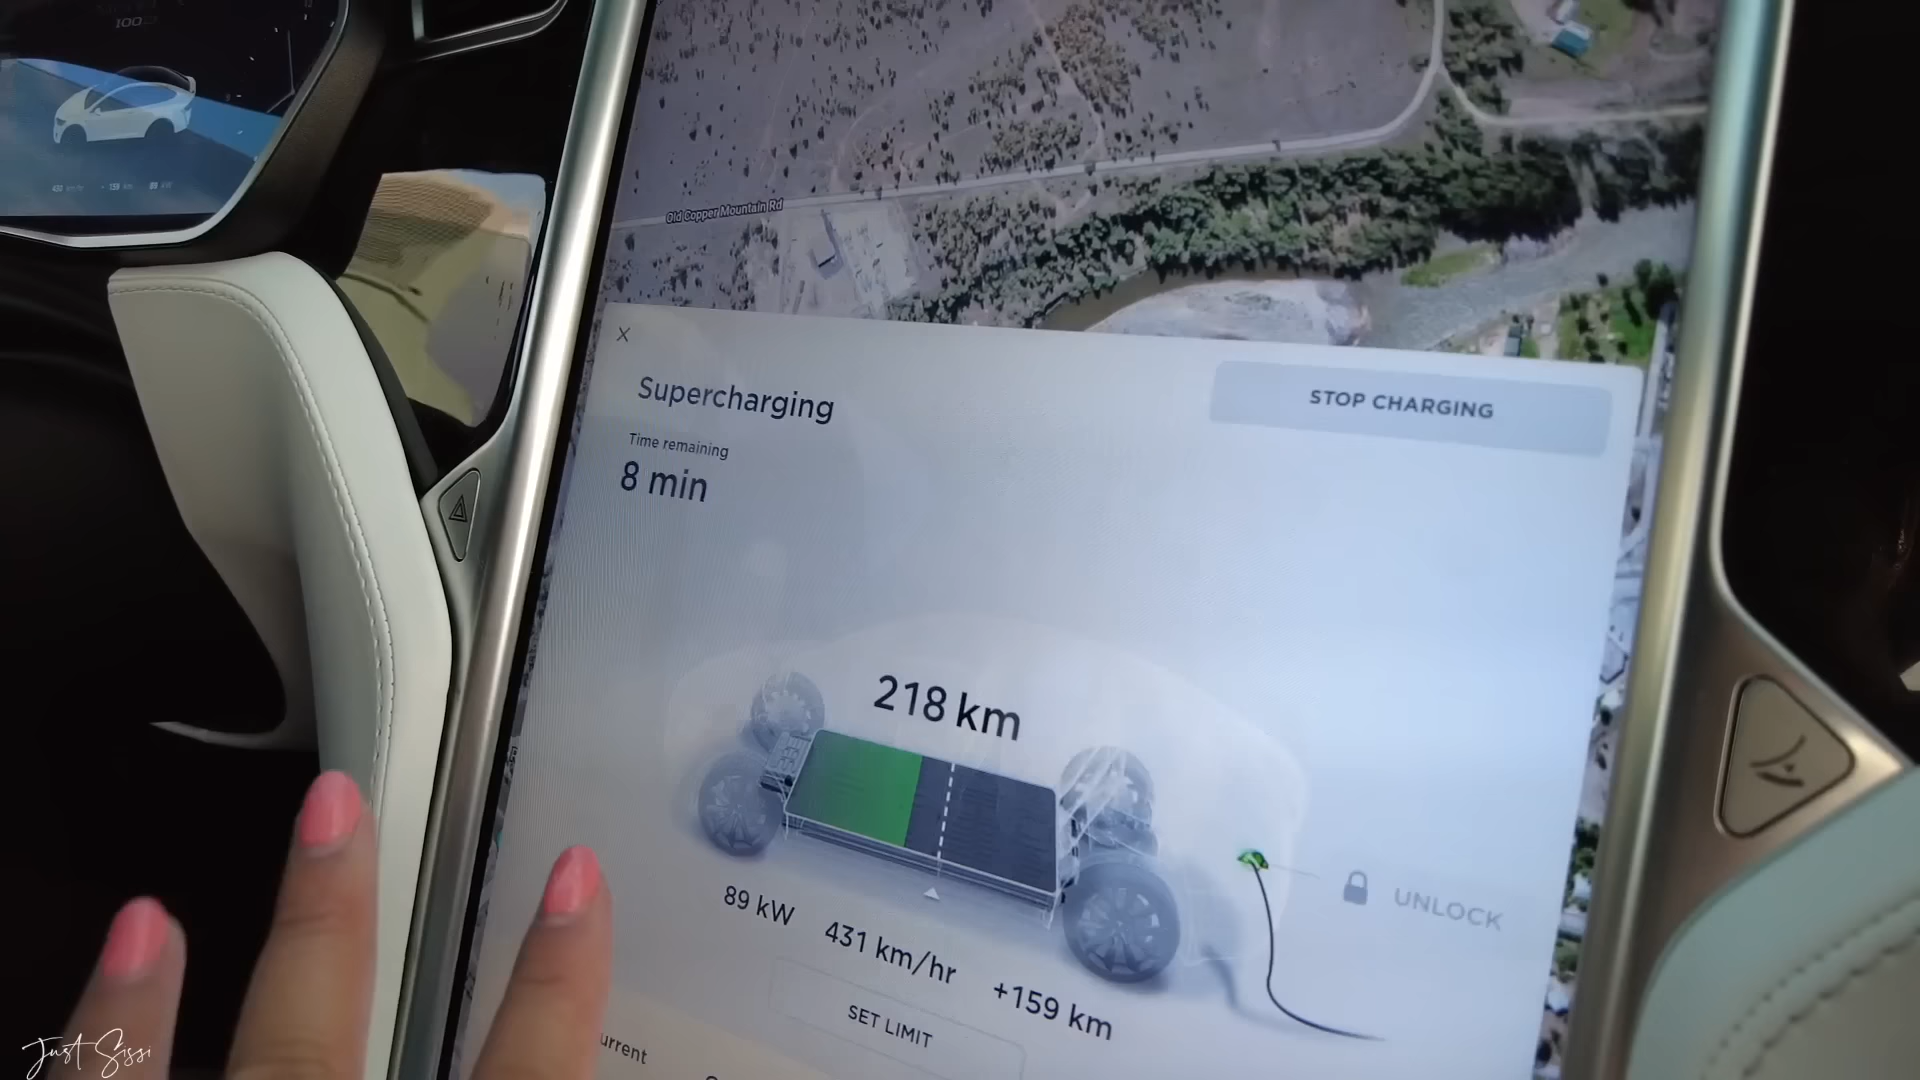 100
Old Copper Mountain Rd
Supercharging
STOP CHARGING
Time remaining
8 min
218 km
UNLOCK
89 kW
431 km/hr
+159 km
SET LIMIT
urrent
Just Sissi